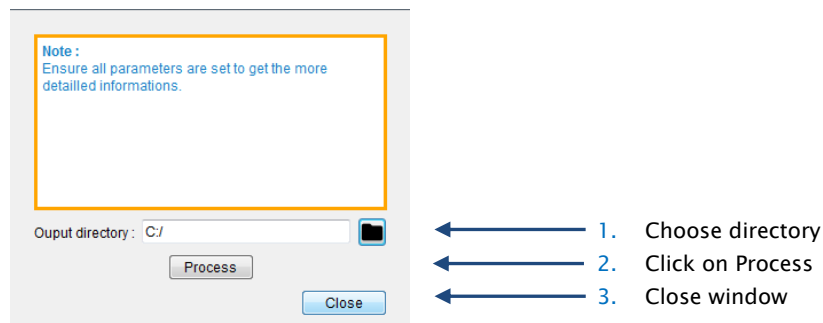 Note :
Ensure all parameters are set to get the more
detailled informations.
Ouput directory : C:/
1. Choose directory
Process
2. Click on Process
Close
3. Close window